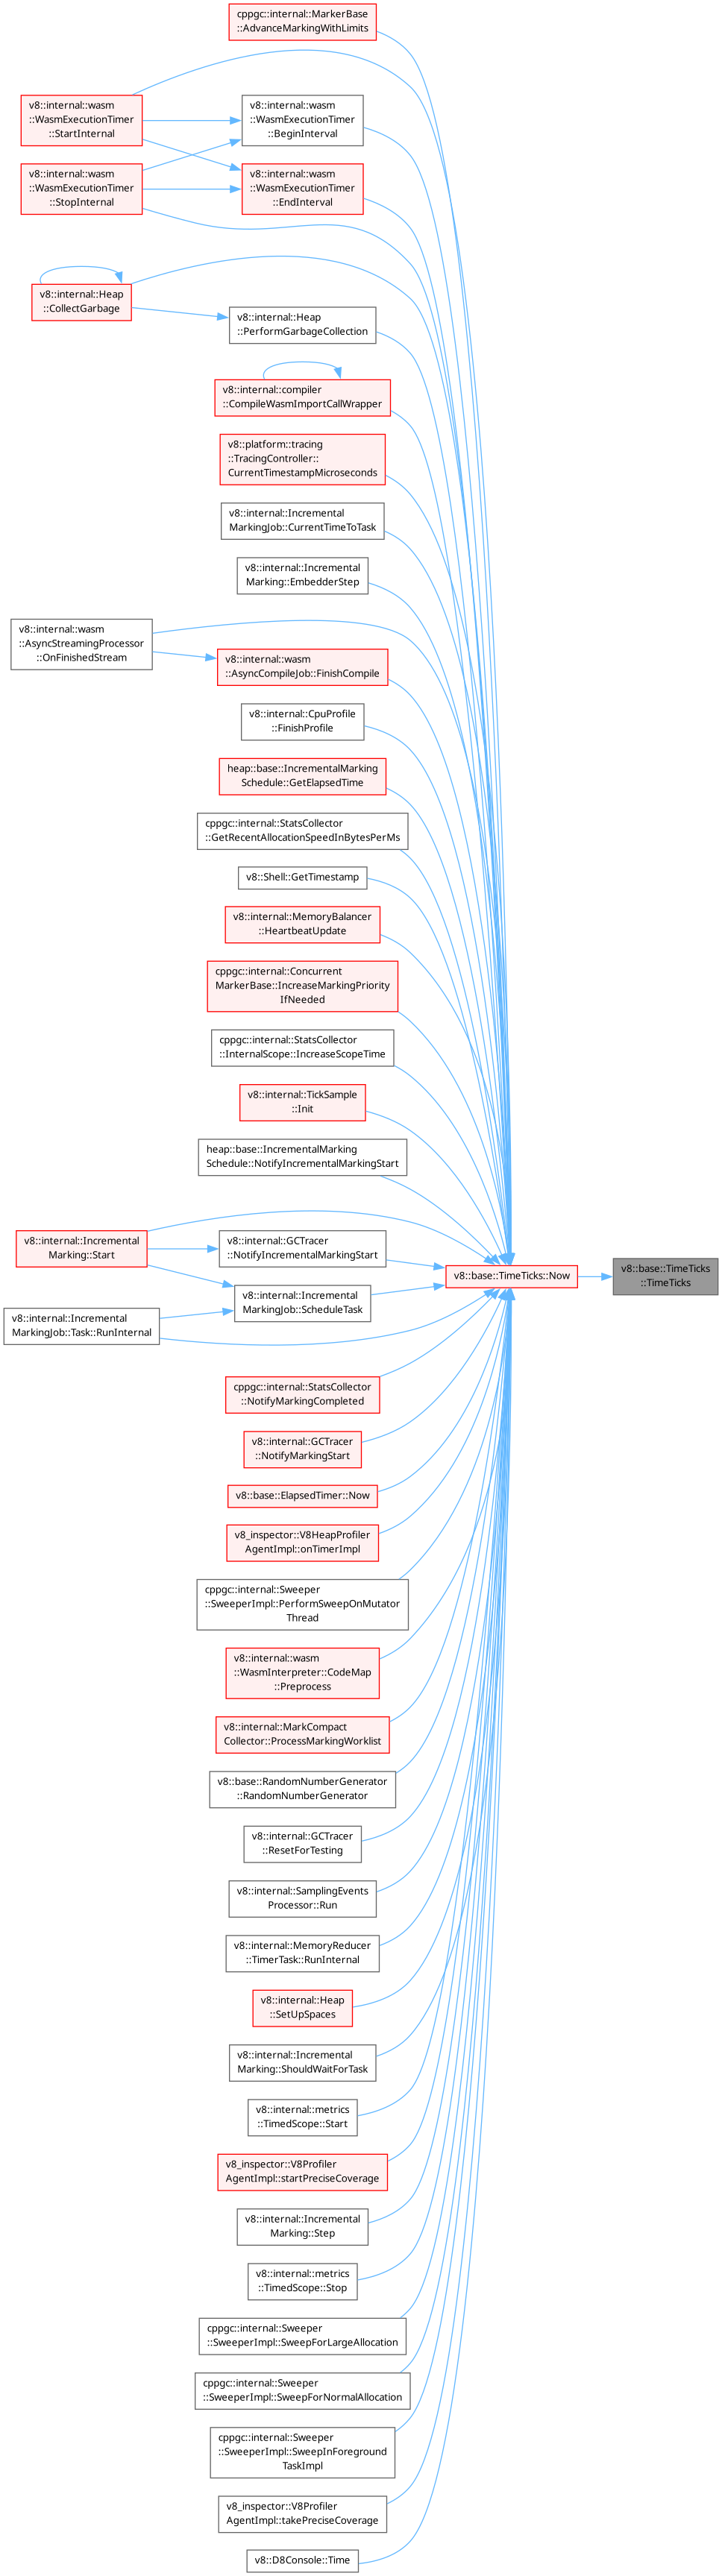 cppgc::internal::MarkerBase
::AdvanceMarkingWithLimits
v8::internal::wasm
::WasmExecutionTimer
::StartInternal
v8::internal::wasm
::WasmExecutionTimer
::BeginInterval
v8::internal::wasm
::WasmExecutionTimer
::StopInternal
v8::internal::wasm
::WasmExecutionTimer
::EndInterval
v8::internal::Heap
::CollectGarbage
v8::internal::Heap
::PerformGarbageCollection
v8::internal::compiler
::CompileWasmImportCallWrapper
v8::platform::tracing
::TracingController::
CurrentTimestampMicroseconds
v8::internal::Incremental
MarkingJob::CurrentTimeToTask
v8::internal::Incremental
Marking::EmbedderStep
v8::internal::wasm
::AsyncStreamingProcessor
::OnFinishedStream
v8::internal::wasm
::AsyncCompileJob::FinishCompile
v8::internal::CpuProfile
::FinishProfile
heap::base::IncrementalMarking
Schedule::GetElapsedTime
cppgc::internal::StatsCollector
::GetRecentAllocationSpeedInBytesPerMs
v8::Shell::GetTimestamp
v8::internal::MemoryBalancer
::HeartbeatUpdate
cppgc::internal::Concurrent
MarkerBase::IncreaseMarkingPriority
IfNeeded
cppgc::internal::StatsCollector
::InternalScope::IncreaseScopeTime
v8::internal::TickSample
::Init
heap::base::IncrementalMarking
Schedule::NotifyIncrementalMarkingStart
v8::internal::Incremental
Marking::Start
v8::internal::GCTracer
::NotifyIncrementalMarkingStart
v8::base::TimeTicks::Now
v8::base::TimeTicks
::TimeTicks
v8::internal::Incremental
MarkingJob::ScheduleTask
v8::internal::Incremental
MarkingJob::Task::RunInternal
cppgc::internal::StatsCollector
::NotifyMarkingCompleted
v8::internal::GCTracer
::NotifyMarkingStart
v8::base::ElapsedTimer::Now
v8_inspector::V8HeapProfiler
AgentImpl::onTimerImpl
cppgc::internal::Sweeper
::SweeperImpl::PerformSweepOnMutator
Thread
v8::internal::wasm
::WasmInterpreter::CodeMap
::Preprocess
v8::internal::MarkCompact
Collector::ProcessMarkingWorklist
v8::base::RandomNumberGenerator
::RandomNumberGenerator
v8::internal::GCTracer
::ResetForTesting
v8::internal::SamplingEvents
Processor::Run
v8::internal::MemoryReducer
::TimerTask::RunInternal
v8::internal::Heap
::SetUpSpaces
v8::internal::Incremental
Marking::ShouldWaitForTask
v8::internal::metrics
::TimedScope::Start
v8_inspector::V8Profiler
AgentImpl::startPreciseCoverage
v8::internal::Incremental
Marking::Step
v8::internal::metrics
::TimedScope::Stop
cppgc::internal::Sweeper
::SweeperImpl::SweepForLargeAllocation
cppgc::internal::Sweeper
::SweeperImpl::SweepForNormalAllocation
cppgc::internal::Sweeper
::SweeperImpl::SweepInForeground
TaskImpl
v8_inspector::V8Profiler
AgentImpl::takePreciseCoverage
v8::D8Console::Time